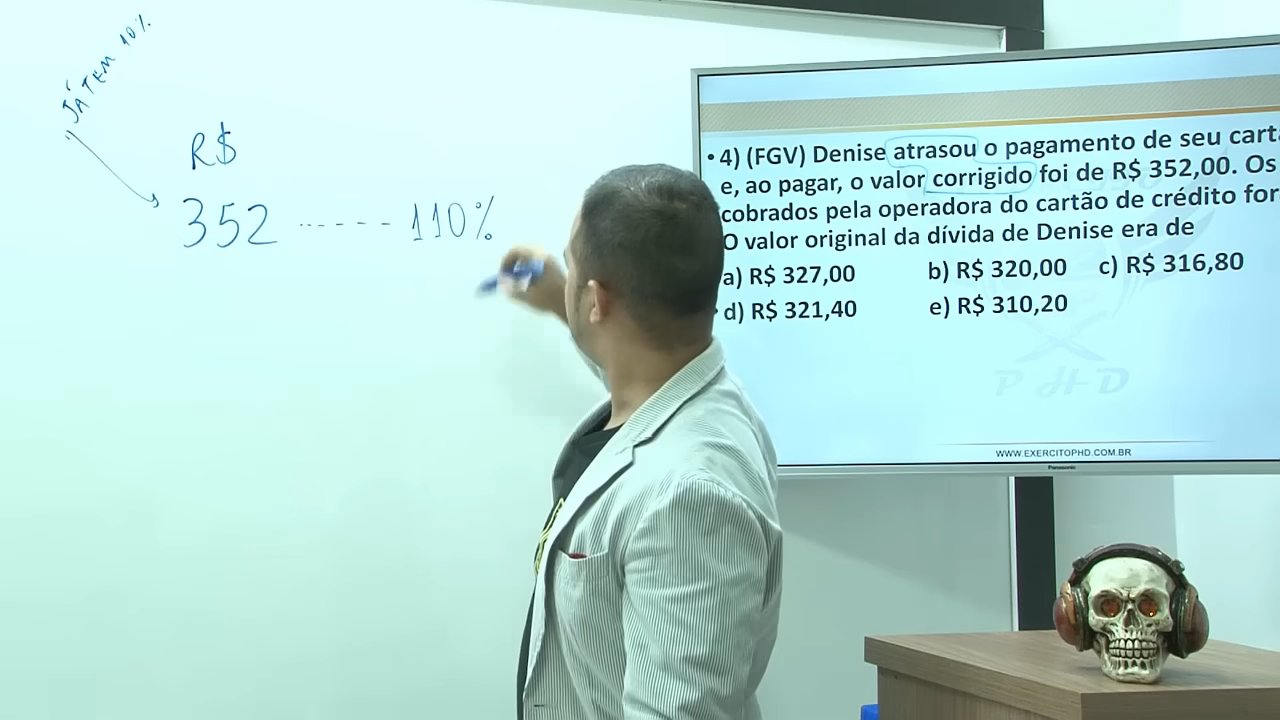 JÁ TEM 10%
R$
352 ------ 110%
• 4) (FGV) Denise atrasou o pagamento de seu
e, ao pagar, o valor corrigido foi de R$ 352,00. Os
cobrados pela operadora do cartão de crédito
O valor original da dívida de Denise era de
a) R$ 327,00 b) R$ 320,00 c) R$ 316,80
• d) R$ 321,40 e) R$ 310,20
PHD
WWW.EXERCITOPHD.COM.BR
Panasonic